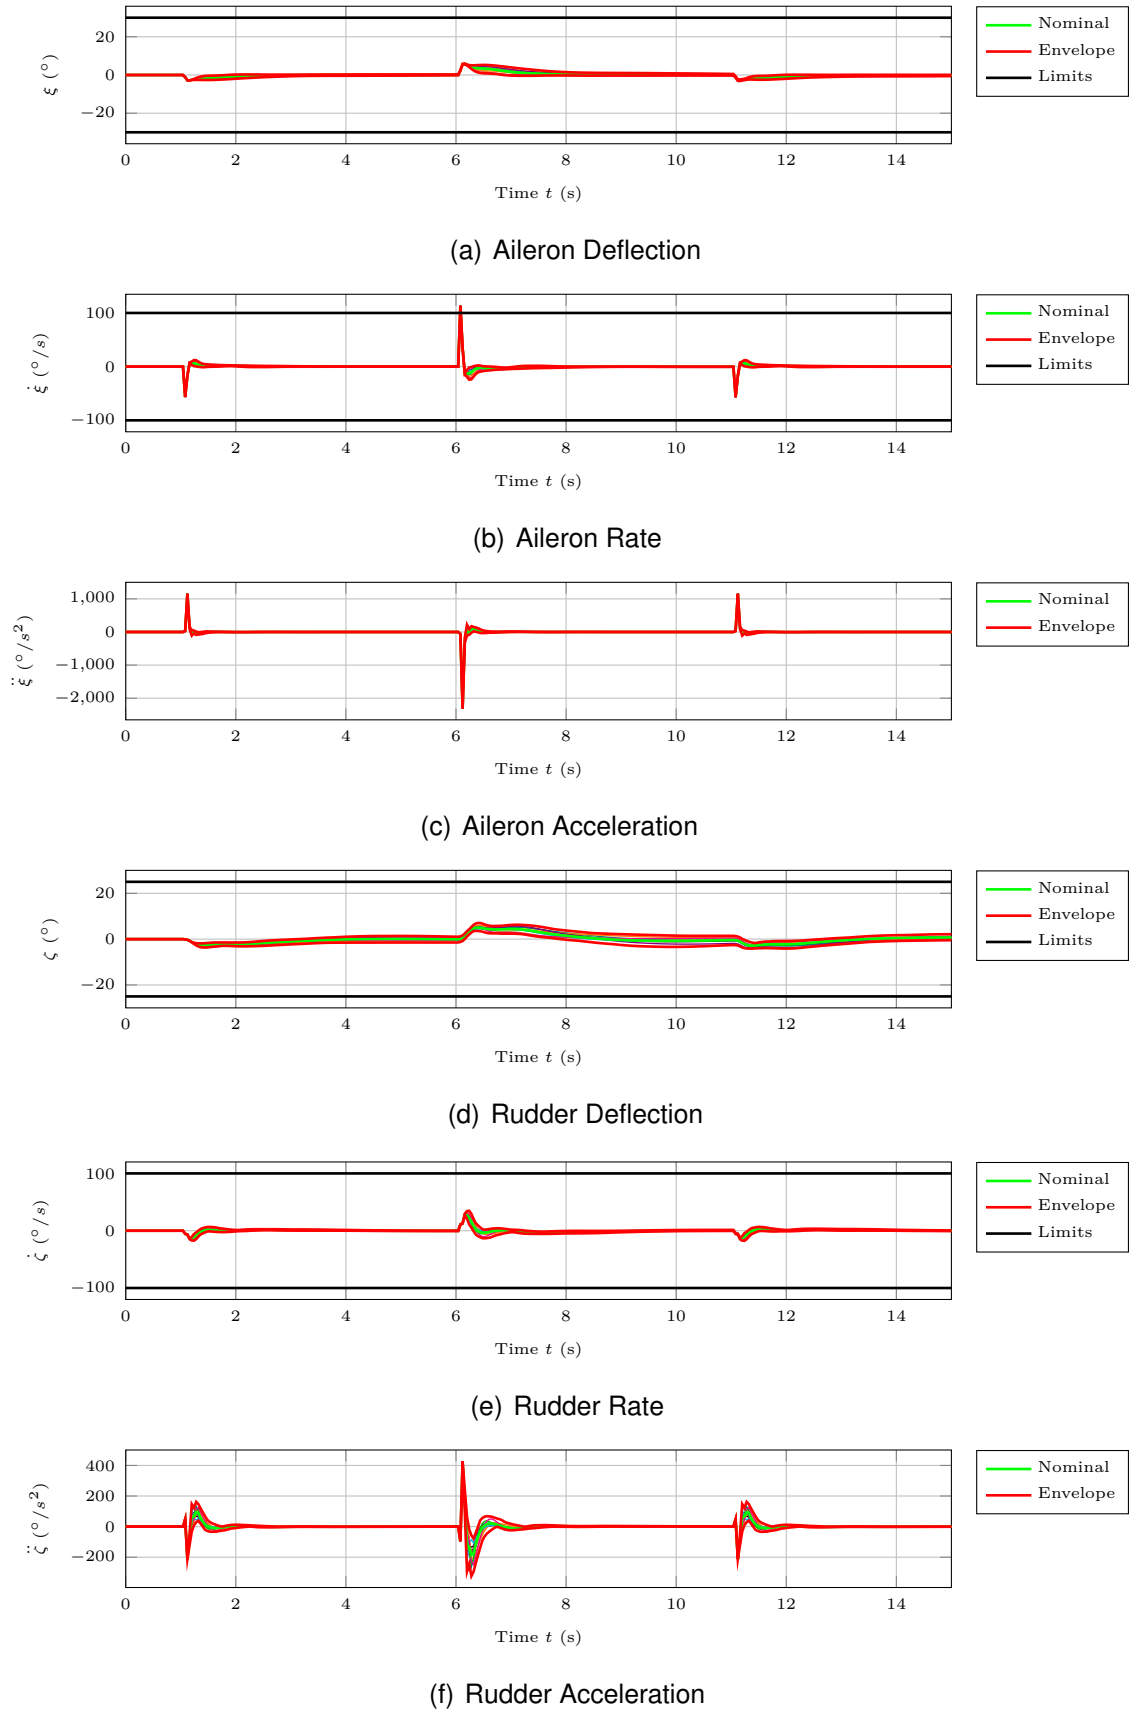 20
0
−20
ξ (°)
0 2 4 6 8 10 12 14
Time t (s)
Nominal
Envelope
Limits
(a) Aileron Deflection
100
0
−100
ξ̇ (°/s)
0 2 4 6 8 10 12 14
Time t (s)
Nominal
Envelope
Limits
(b) Aileron Rate
1,000
0
−1,000
−2,000
ξ̈ (°/s²)
0 2 4 6 8 10 12 14
Time t (s)
Nominal
Envelope
(c) Aileron Acceleration
20
0
−20
ζ (°)
0 2 4 6 8 10 12 14
Time t (s)
Nominal
Envelope
Limits
(d) Rudder Deflection
100
0
−100
ζ̇ (°/s)
0 2 4 6 8 10 12 14
Time t (s)
Nominal
Envelope
Limits
(e) Rudder Rate
400
200
0
−200
ζ̈ (°/s²)
0 2 4 6 8 10 12 14
Time t (s)
Nominal
Envelope
(f) Rudder Acceleration